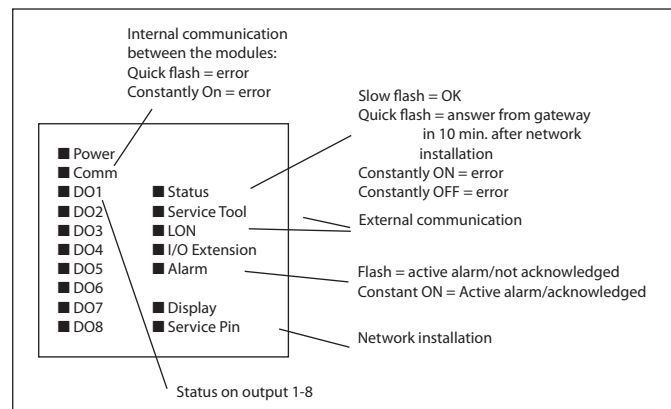 Internal communication
between the modules:
Quick flash = error
Constantly On = error
Slow flash = OK
Quick flash = answer from gateway
in 10 min. after network
installation
Constantly ON = error
Constantly OFF = error
External communication
Flash = active alarm/not acknowledged
Constant ON = Active alarm/acknowledged
Network installation
■ Power
■ Comm
■ DO1 ■ Status
■ DO2 ■ Service Tool
■ DO3 ■ LON
■ DO4 ■ I/O Extension
■ DO5 ■ Alarm
■ DO6
■ DO7 ■ Display
■ DO8 ■ Service Pin
Status on output 1-8